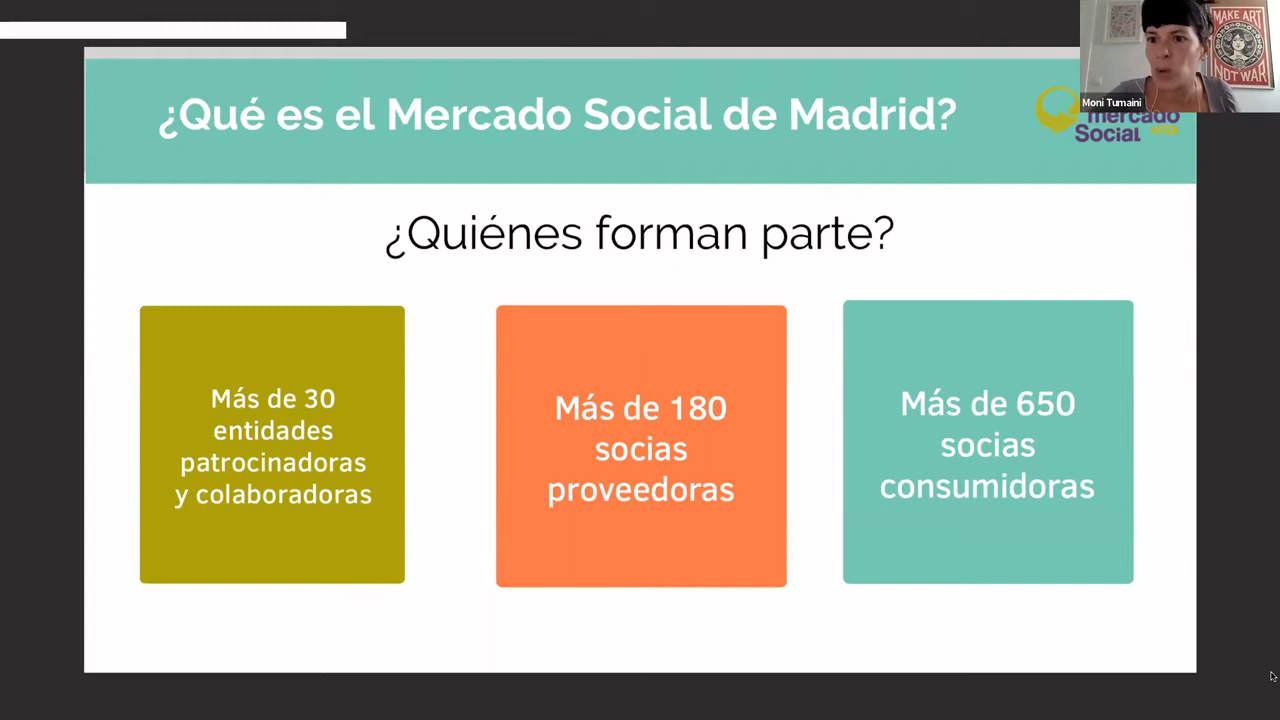 MAKE ART
NOT WAR
Moni Tumaini
¿Qué es el Mercado Social de Madrid?
mercado
Social
¿Quiénes forman parte?
Más de 30
entidades
patrocinadoras
y colaboradoras
Más de 180
socias
proveedoras
Más de 650
socias
consumidoras